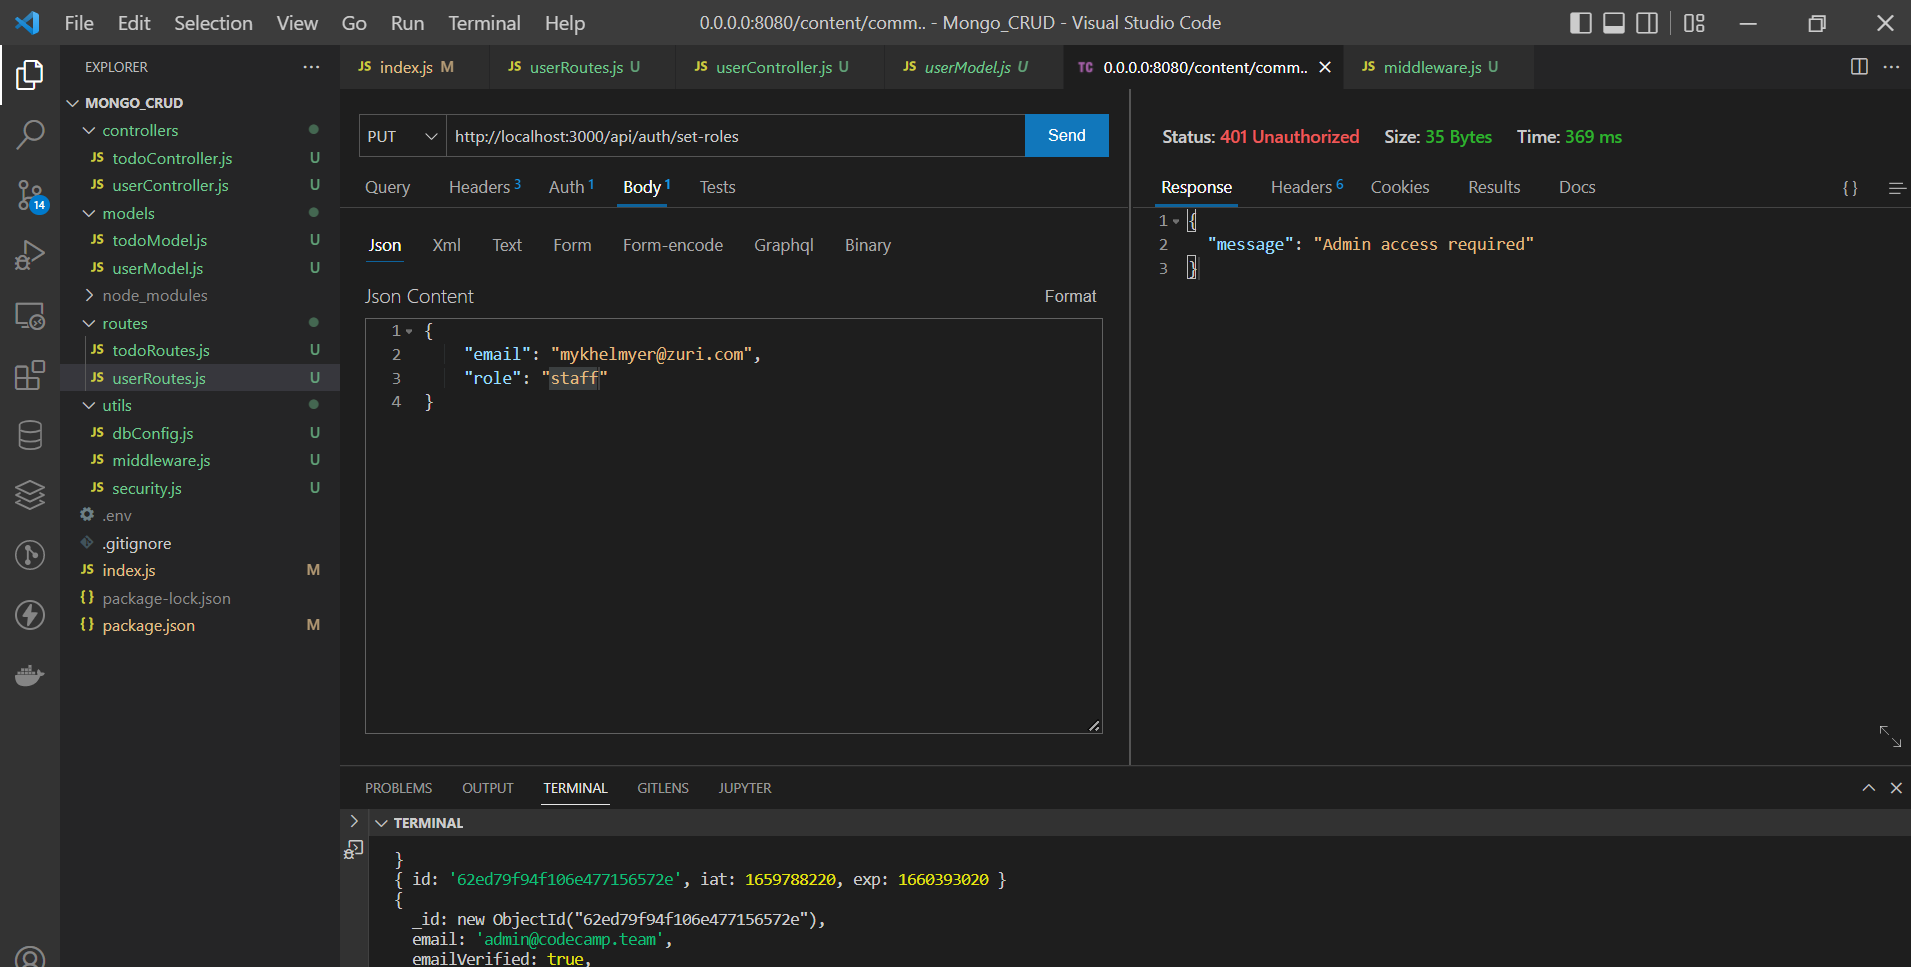 File Edit Selection View Go Run Terminal Help 0.0.0.0:8080/content/comm.. - Mongo_CRUD - Visual Studio Code
EXPLORER ···
JS index.js M JS userRoutes.js U JS userController.js U JS userModel.js U TC 0.0.0.0:8080/content/comm.. JS middleware.js U
MONGO_CRUD
controllers
JS todoController.js U
JS userController.js U
models
JS todoModel.js U
JS userModel.js U
node_modules
routes
JS todoRoutes.js U
JS userRoutes.js U
utils
JS dbConfig.js U
JS middleware.js U
JS security.js U
.env
.gitignore
JS index.js M
{} package-lock.json
{} package.json M
14
PUT http://localhost:3000/api/auth/set-roles Send
Query Headers 3 Auth 1 Body 1 Tests
Json Xml Text Form Form-encode Graphql Binary
Json Content Format
1 {
2 "email": "mykhelmyer@zuri.com",
3 "role": "staff"
4 }
Status: 401 Unauthorized Size: 35 Bytes Time: 369 ms
Response Headers 6 Cookies Results Docs {}
1 {
2 "message": "Admin access required"
3 }
PROBLEMS OUTPUT TERMINAL GITLENS JUPYTER
TERMINAL
}
{ id: '62ed79f94f106e477156572e', iat: 1659788220, exp: 1660393020 }
{
_id: new ObjectId("62ed79f94f106e477156572e"),
email: 'admin@codecamp.team',
emailVerified: true,